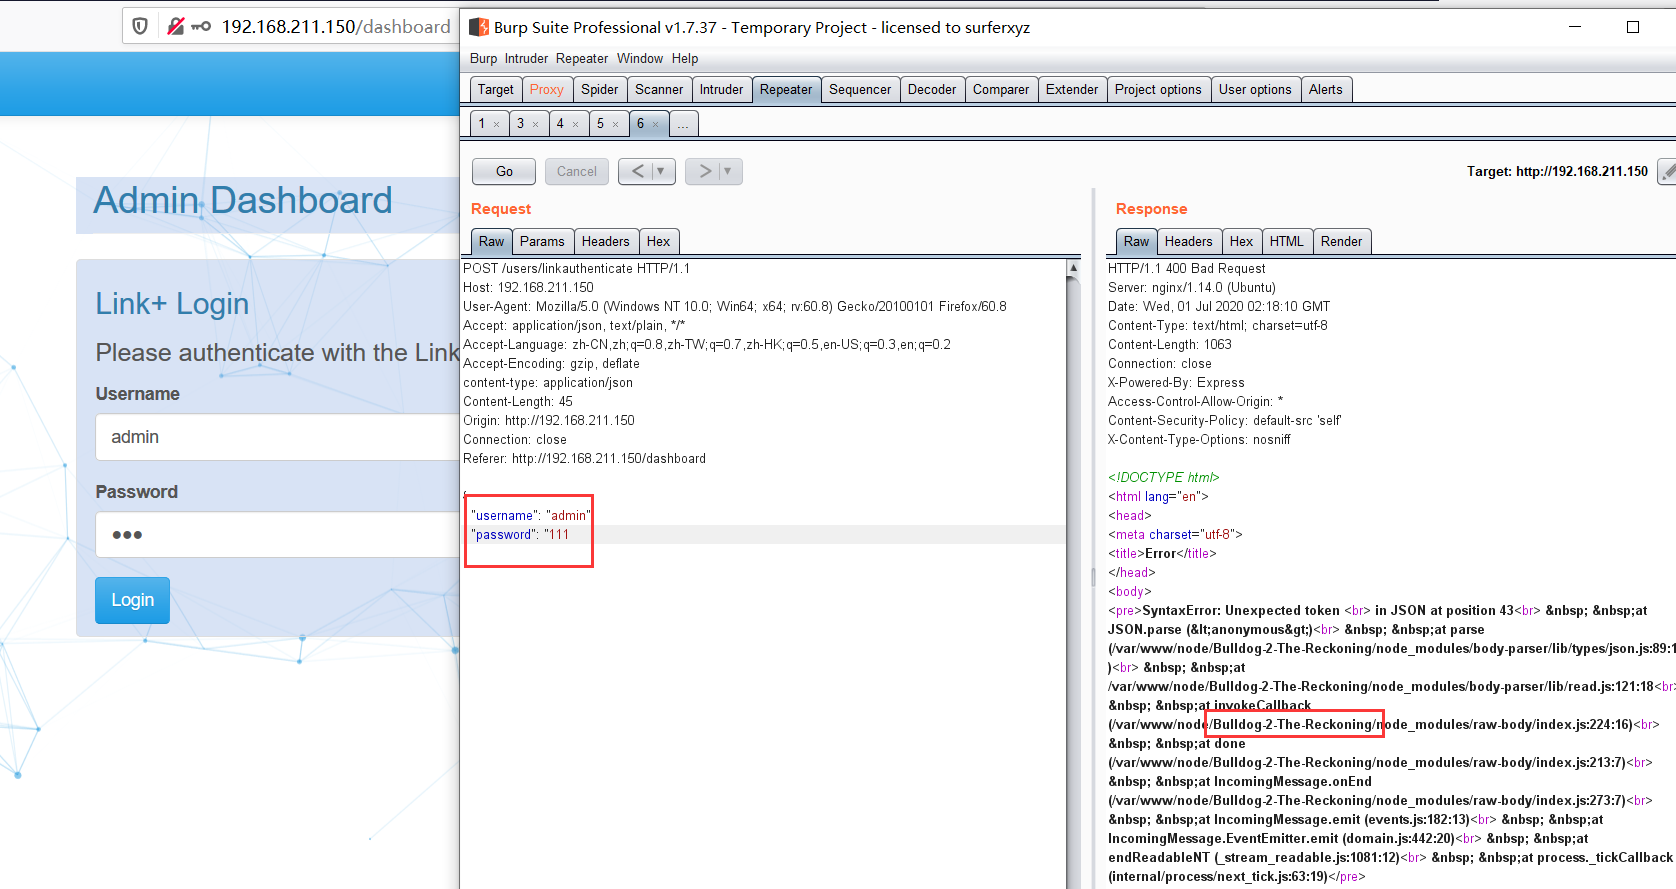 192.168.211.150/dashboard
Admin Dashboard
Link+ Login
Please authenticate with the Link
Username
admin
Password
•••
Login
Burp Suite Professional v1.7.37 - Temporary Project - licensed to surferxyz
Burp Intruder Repeater Window Help
Target Proxy Spider Scanner Intruder Repeater Sequencer Decoder Comparer Extender Project options User options Alerts
1 × 3 × 4 × 5 × 6 × ...
Go Cancel < ▼ > ▼ Target: http://192.168.211.150
Request
Raw Params Headers Hex
POST /users/linkauthenticate HTTP/1.1
Host: 192.168.211.150
User-Agent: Mozilla/5.0 (Windows NT 10.0; Win64; x64; rv:60.8) Gecko/20100101 Firefox/60.8
Accept: application/json, text/plain, */*
Accept-Language: zh-CN,zh;q=0.8,zh-TW;q=0.7,zh-HK;q=0.5,en-US;q=0.3,en;q=0.2
Accept-Encoding: gzip, deflate
content-type: application/json
Content-Length: 45
Origin: http://192.168.211.150
Connection: close
Referer: http://192.168.211.150/dashboard
"username": "admin"
"password": "111
Response
Raw Headers Hex HTML Render
HTTP/1.1 400 Bad Request
Server: nginx/1.14.0 (Ubuntu)
Date: Wed, 01 Jul 2020 02:18:10 GMT
Content-Type: text/html; charset=utf-8
Content-Length: 1063
Connection: close
X-Powered-By: Express
Access-Control-Allow-Origin: *
Content-Security-Policy: default-src 'self'
X-Content-Type-Options: nosniff
<!DOCTYPE html>
<html lang="en">
<head>
<meta charset="utf-8">
<title>Error</title>
</head>
<body>
<pre>SyntaxError: Unexpected token <br> in JSON at position 43<br> &nbsp; &nbsp;at
JSON.parse (&lt;anonymous&gt;)<br> &nbsp; &nbsp;at parse
(/var/www/node/Bulldog-2-The-Reckoning/node_modules/body-parser/lib/types/json.js:89:1
)<br> &nbsp; &nbsp;at
/var/www/node/Bulldog-2-The-Reckoning/node_modules/body-parser/lib/read.js:121:18<br>
&nbsp; &nbsp;at invokeCallback
(/var/www/node/Bulldog-2-The-Reckoning/node_modules/raw-body/index.js:224:16)<br>
&nbsp; &nbsp;at done
(/var/www/node/Bulldog-2-The-Reckoning/node_modules/raw-body/index.js:213:7)<br>
&nbsp; &nbsp;at IncomingMessage.onEnd
(/var/www/node/Bulldog-2-The-Reckoning/node_modules/raw-body/index.js:273:7)<br>
&nbsp; &nbsp;at IncomingMessage.emit (events.js:182:13)<br> &nbsp; &nbsp;at
IncomingMessage.EventEmitter.emit (domain.js:442:20)<br> &nbsp; &nbsp;at
endReadableNT (_stream_readable.js:1081:12)<br> &nbsp; &nbsp;at process._tickCallback
(internal/process/next_tick.js:63:19)</pre>